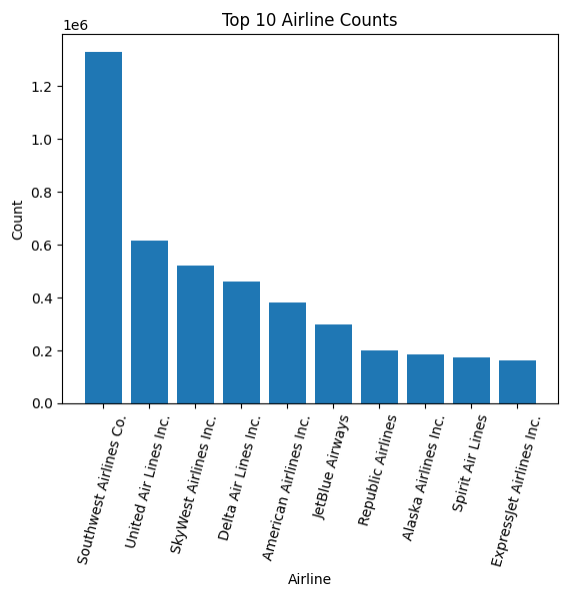 Top 10 Airline Counts
1e6
1.2
1.0
0.8
0.6
0.4
0.2
0.0
Count
Southwest Airlines Co.
United Air Lines Inc.
SkyWest Airlines Inc.
Delta Air Lines Inc.
American Airlines Inc.
JetBlue Airways
Republic Airlines
Alaska Airlines Inc.
Spirit Air Lines
ExpressJet Airlines Inc.
Airline